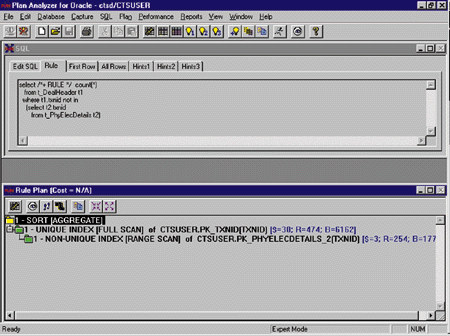 Plan Analyzer for Oracle - ctsd/CTSUSER
File Edit Database Capture SQL Plan Performance Reports View Window Help
SQL
Edit SQL Rule First Row All Rows Hints1 Hints2 Hints3
select /*+ RULE */ count(*)
from t_DealHeader t1
where t1.txnid not in
(select t2.txnid
from t_PhyElecDetails t2)
Rule Plan (Cost = N/A)
1 - SORT [AGGREGATE]
1 - UNIQUE INDEX [FULL SCAN] of CTSUSER.PK_TXNID(TXNID) [S=30; R=474; B=6162]
1 - NON-UNIQUE INDEX [RANGE SCAN] of CTSUSER.PK_PHYELECDETAILS_2(TXNID) [S=3; R=254; B=177
Ready Expert Mode NUM